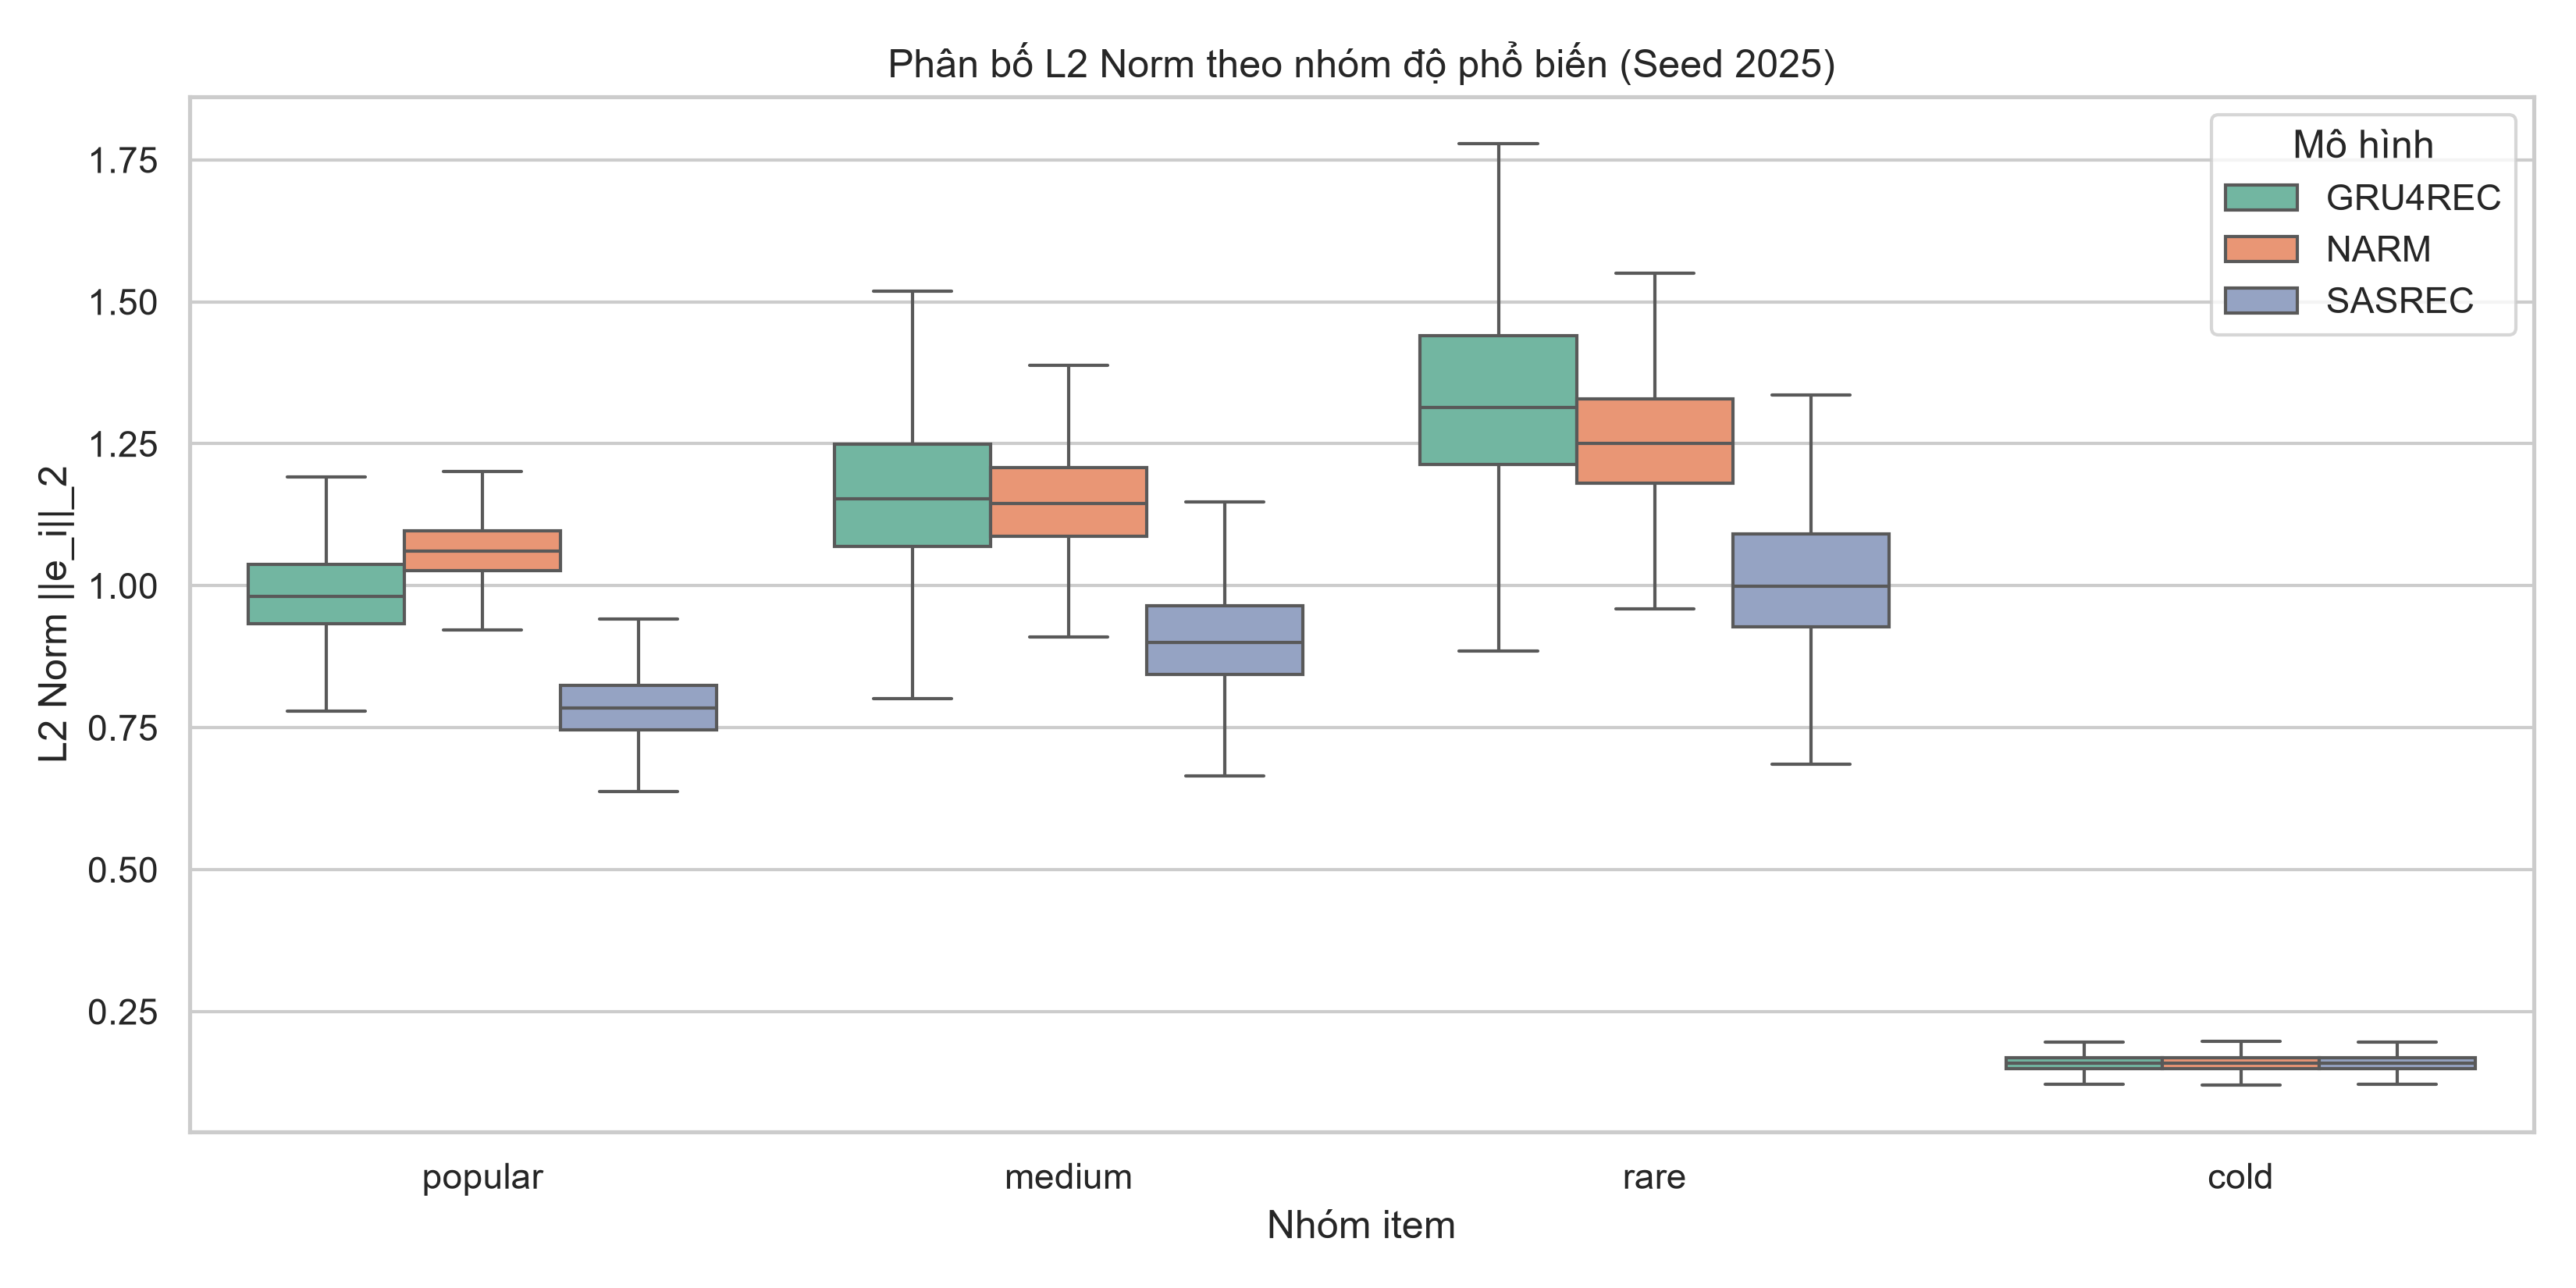 Phân bố L2 Norm theo nhóm độ phổ biến (Seed 2025)
L2 Norm ||e_i||_2
1.75
1.50
1.25
1.00
0.75
0.50
0.25
Mô hình
GRU4REC
NARM
SASREC
popular
medium
rare
cold
Nhóm item